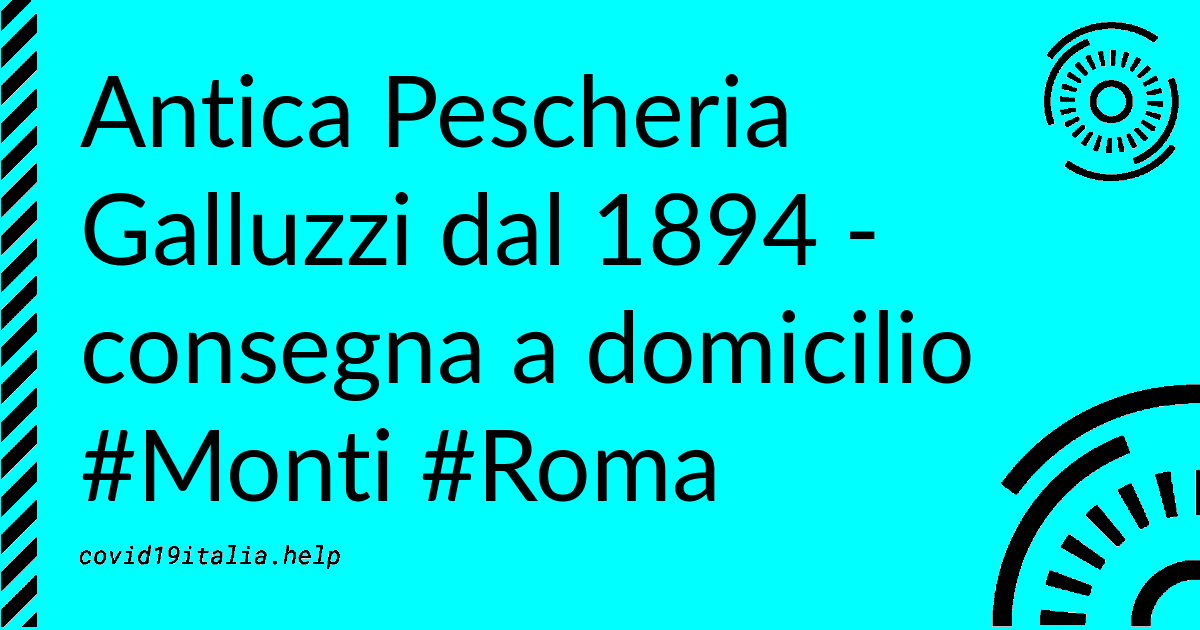 Antica Pescheria
Galluzzi dal 1894 -
consegna a domicilio
#Monti #Roma
covid19italia.help